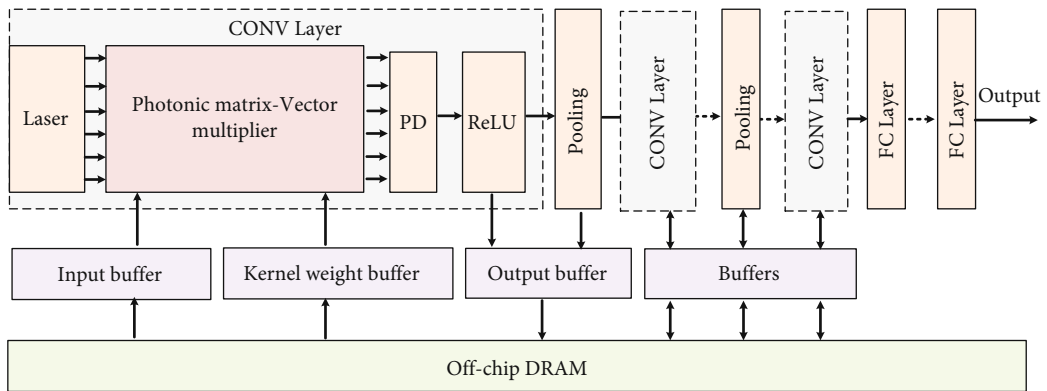 CONV Layer
Laser
Photonic matrix-Vector
multiplier
PD
ReLU
Pooling
CONV Layer
Pooling
CONV Layer
FC Layer
FC Layer
Output
Input buffer
Kernel weight buffer
Output buffer
Buffers
Off-chip DRAM